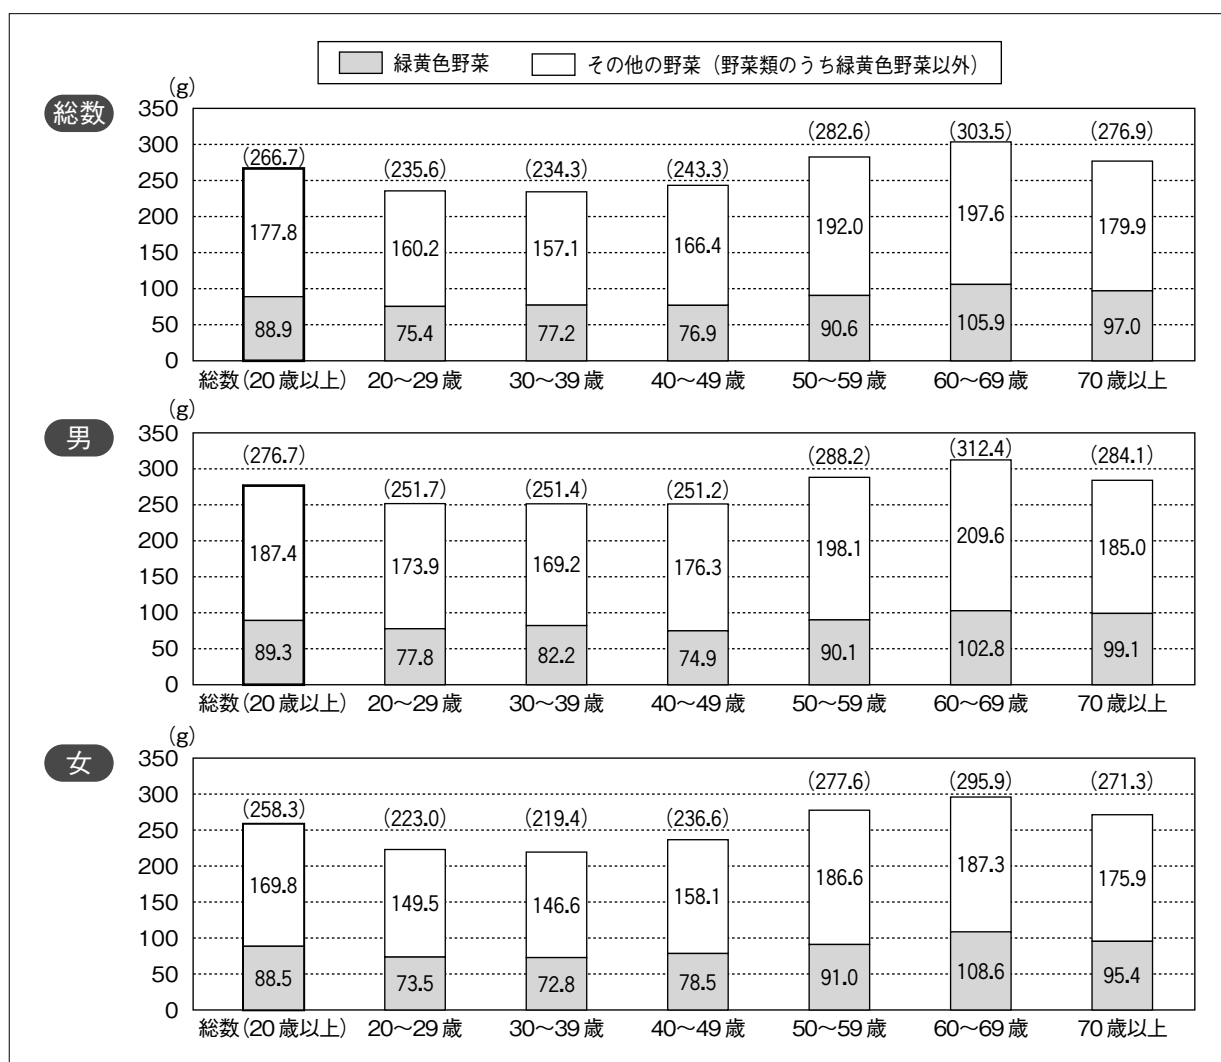 緑黄色野菜 その他の野菜（野菜類のうち緑黄色野菜以外）
総数
(g)
350
300
250
200
150
100
50
0
(266.7) (235.6) (234.3) (243.3) (282.6) (303.5) (276.9)
177.8 160.2 157.1 166.4 192.0 197.6 179.9
88.9 75.4 77.2 76.9 90.6 105.9 97.0
総数(20歳以上) 20～29歳 30～39歳 40～49歳 50～59歳 60～69歳 70歳以上
男
(g)
350
300
250
200
150
100
50
0
(276.7) (251.7) (251.4) (251.2) (288.2) (312.4) (284.1)
187.4 173.9 169.2 176.3 198.1 209.6 185.0
89.3 77.8 82.2 74.9 90.1 102.8 99.1
総数(20歳以上) 20～29歳 30～39歳 40～49歳 50～59歳 60～69歳 70歳以上
女
(g)
350
300
250
200
150
100
50
0
(258.3) (223.0) (219.4) (236.6) (277.6) (295.9) (271.3)
169.8 149.5 146.6 158.1 186.6 187.3 175.9
88.5 73.5 72.8 78.5 91.0 108.6 95.4
総数(20歳以上) 20～29歳 30～39歳 40～49歳 50～59歳 60～69歳 70歳以上